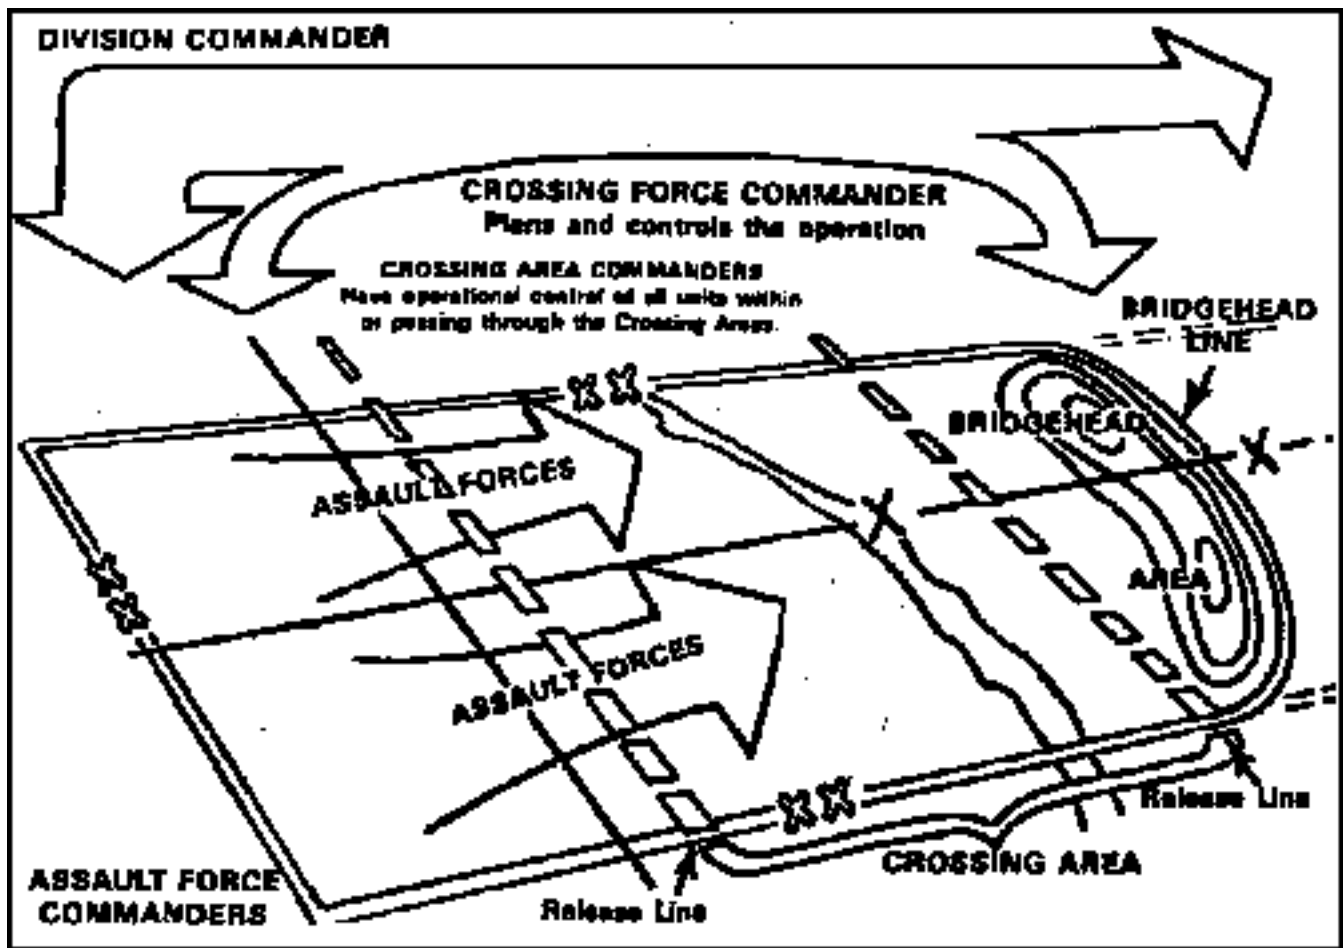 DIVISION COMMANDER
CROSSING FORCE COMMANDER
Plans and controls the operation
CROSSING AREA COMMANDERS
Have operational control of all units within
or passing through the Crossing Areas.
BRIDGEHEAD
LINE
BRIDGEHEAD
ASSAULT FORCES
AREA
ASSAULT FORCES
Release Line
CROSSING AREA
ASSAULT FORCE
COMMANDERS
Release Line